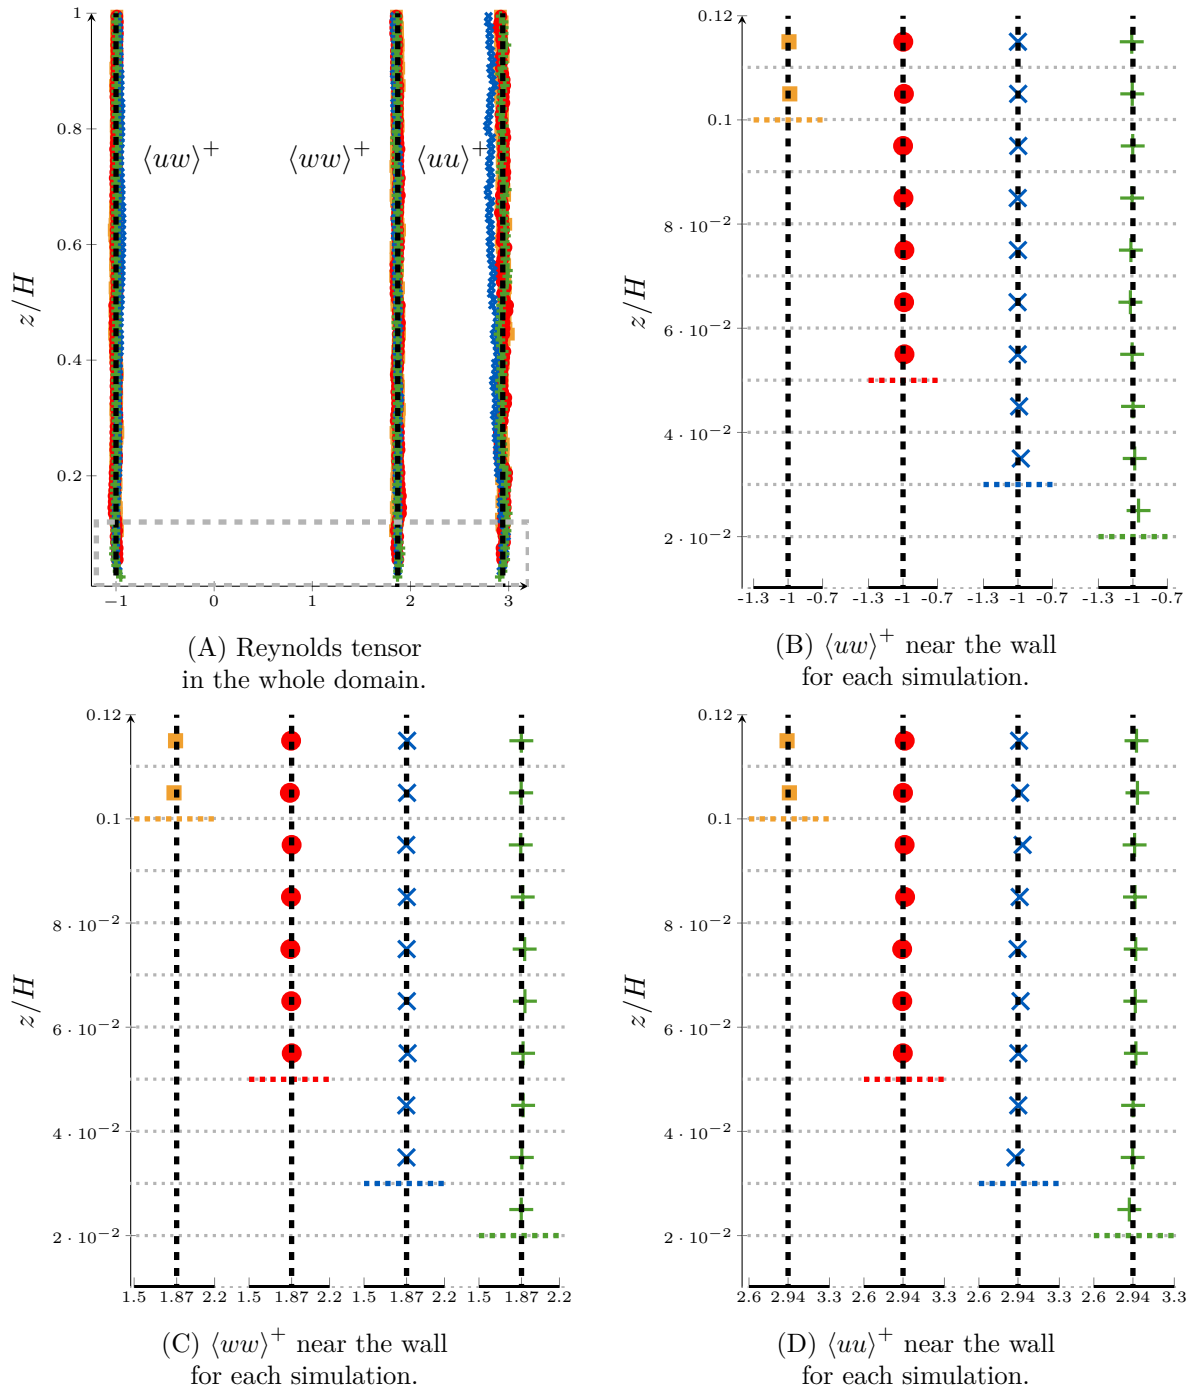 1
0.8
0.6
0.4
0.2
z/H
⟨uw⟩⁺ ⟨ww⟩⁺ ⟨uu⟩⁺
−1 0 1 2 3
(A) Reynolds tensor
in the whole domain.
0.12
0.1
8 · 10⁻²
6 · 10⁻²
4 · 10⁻²
2 · 10⁻²
z/H
-1.3 -1 -0.7 -1.3 -1 -0.7 -1.3 -1 -0.7 -1.3 -1 -0.7
(B) ⟨uw⟩⁺ near the wall
for each simulation.
0.12
0.1
8 · 10⁻²
6 · 10⁻²
4 · 10⁻²
2 · 10⁻²
z/H
1.5 1.87 2.2 1.5 1.87 2.2 1.5 1.87 2.2 1.5 1.87 2.2
(C) ⟨ww⟩⁺ near the wall
for each simulation.
0.12
0.1
8 · 10⁻²
6 · 10⁻²
4 · 10⁻²
2 · 10⁻²
z/H
2.6 2.94 3.3 2.6 2.94 3.3 2.6 2.94 3.3 2.6 2.94 3.3
(D) ⟨uu⟩⁺ near the wall
for each simulation.